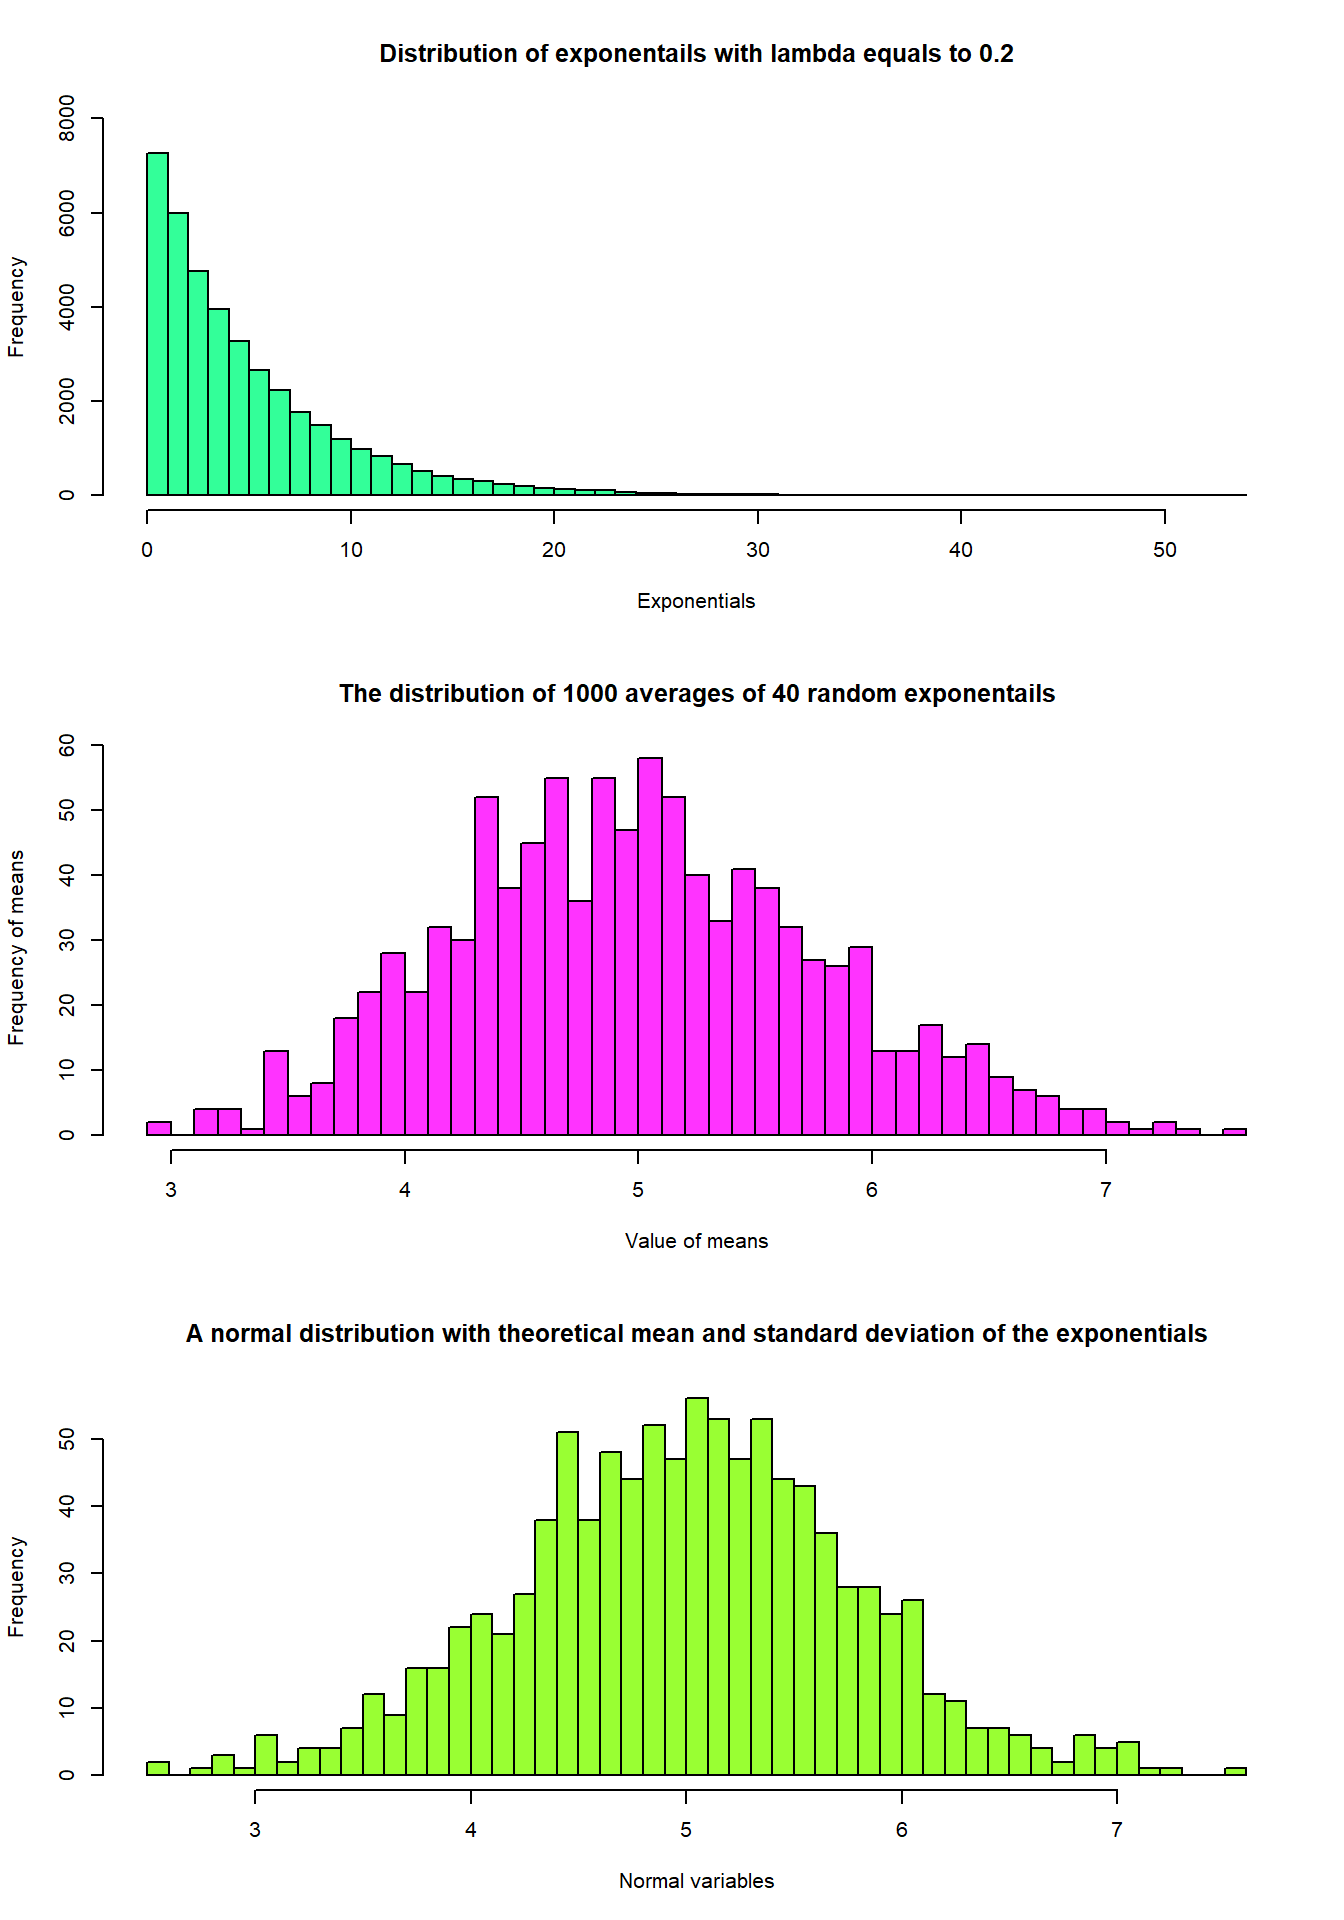 Distribution of exponentails with lambda equals to 0.2
8000
6000
4000
2000
0
Frequency
0 10 20 30 40 50
Exponentials
The distribution of 1000 averages of 40 random exponentails
60
50
40
30
20
10
0
Frequency of means
3 4 5 6 7
Value of means
A normal distribution with theoretical mean and standard deviation of the exponentials
50
40
30
20
10
0
Frequency
3 4 5 6 7
Normal variables